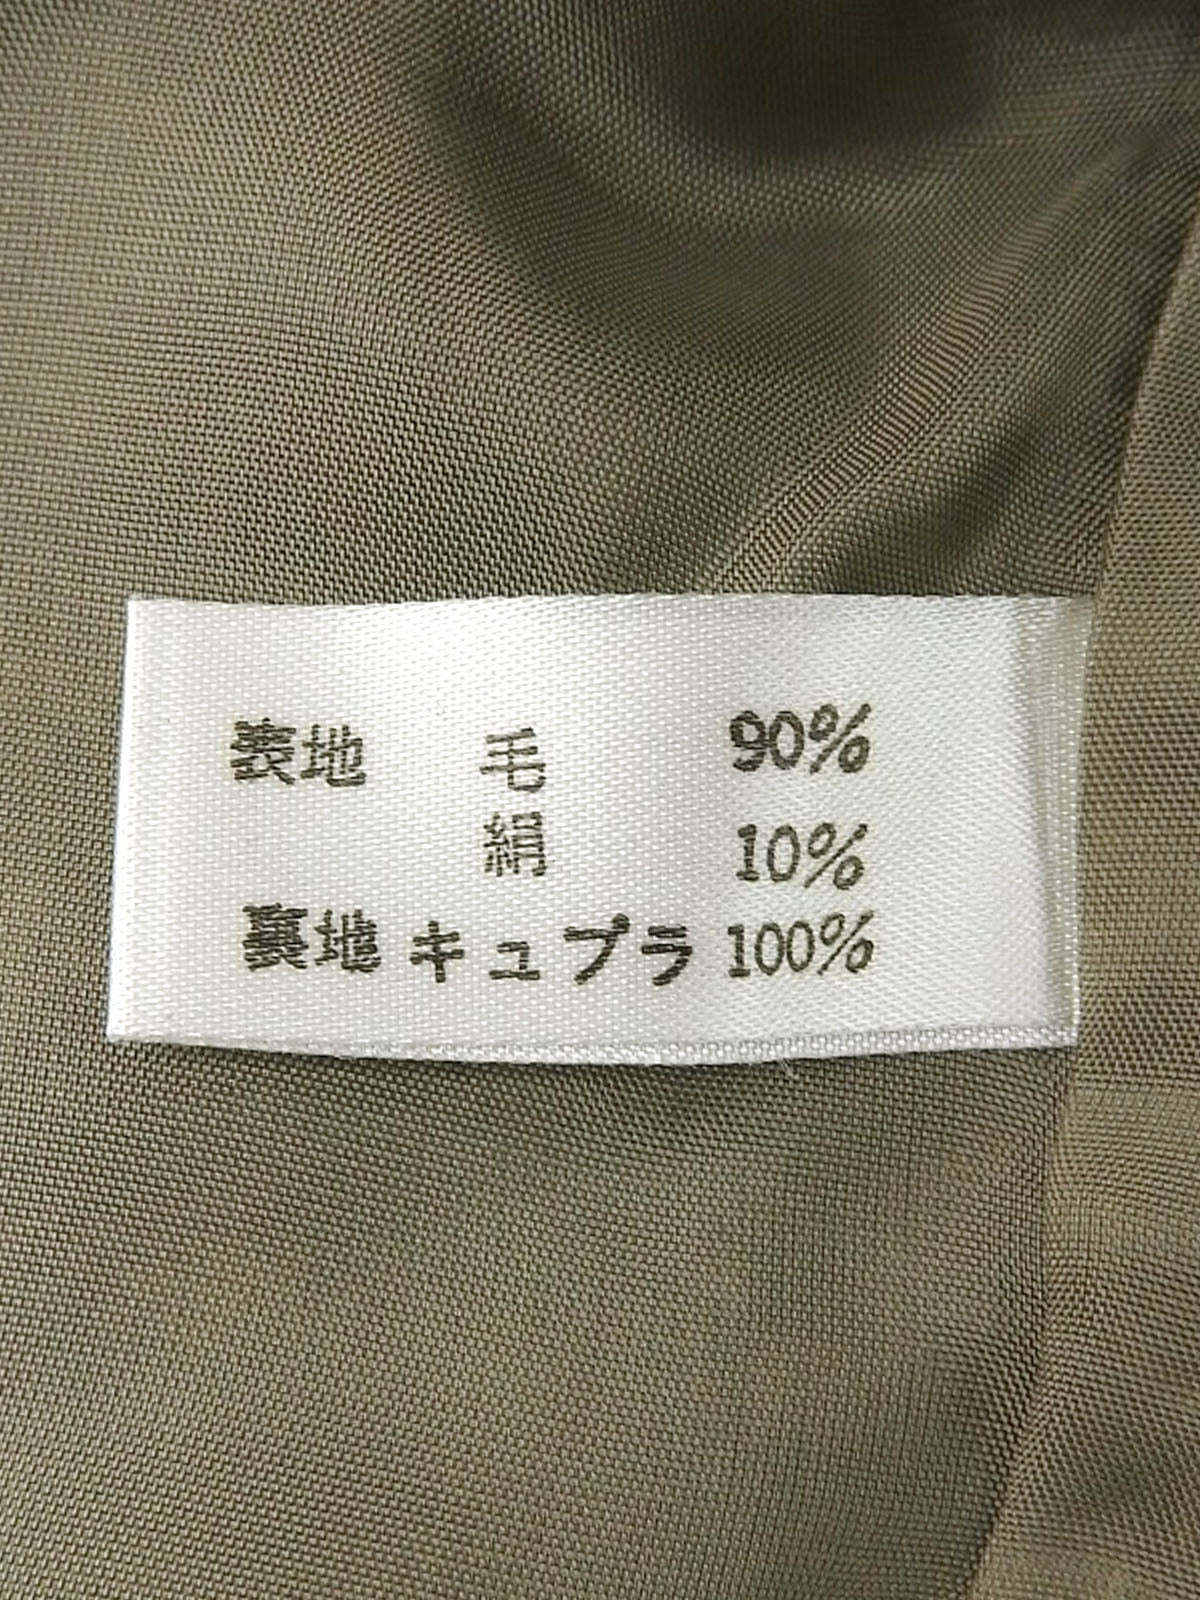 表地 毛 90%
絹 10%
裏地 キュプラ 100%